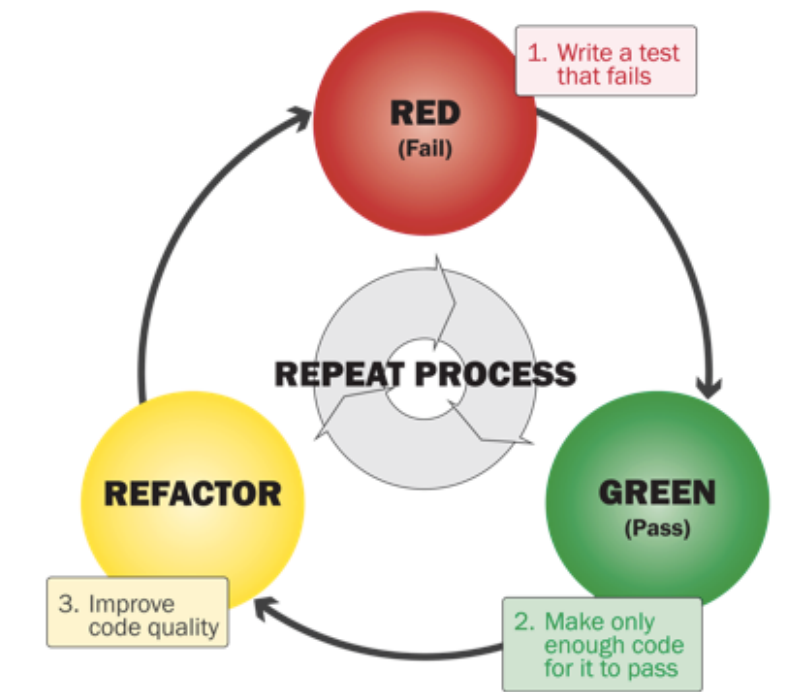 RED
(Fail)
1. Write a test
that fails
REPEAT PROCESS
GREEN
(Pass)
2. Make only
enough code
for it to pass
REFACTOR
3. Improve
code quality